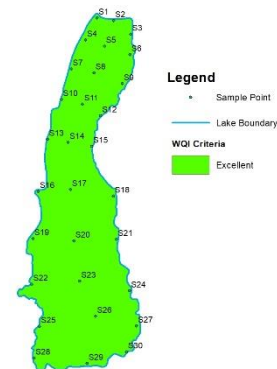 S1
S2
S3
S4
S5
S6
S7
S8
S9
S10
S11
S12
S13
S14
S15
S16
S17
S18
S19
S20
S21
S22
S23
S24
S25
S26
S27
S28
S29
S30
Legend
Sample Point
Lake Boundary
WQI Criteria
Excellent